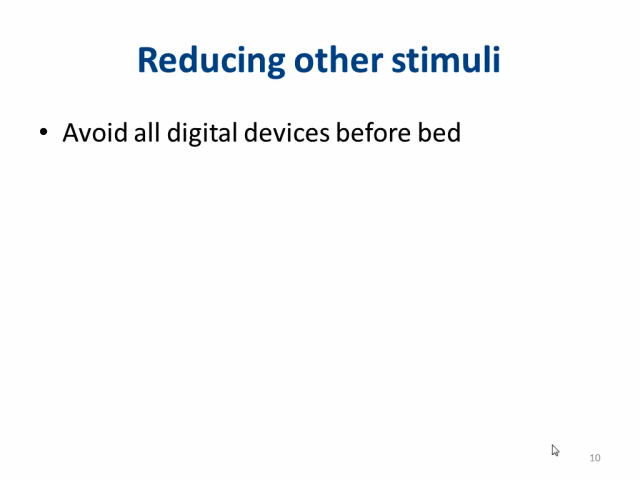 Reducing other stimuli
• Avoid all digital devices before bed
10